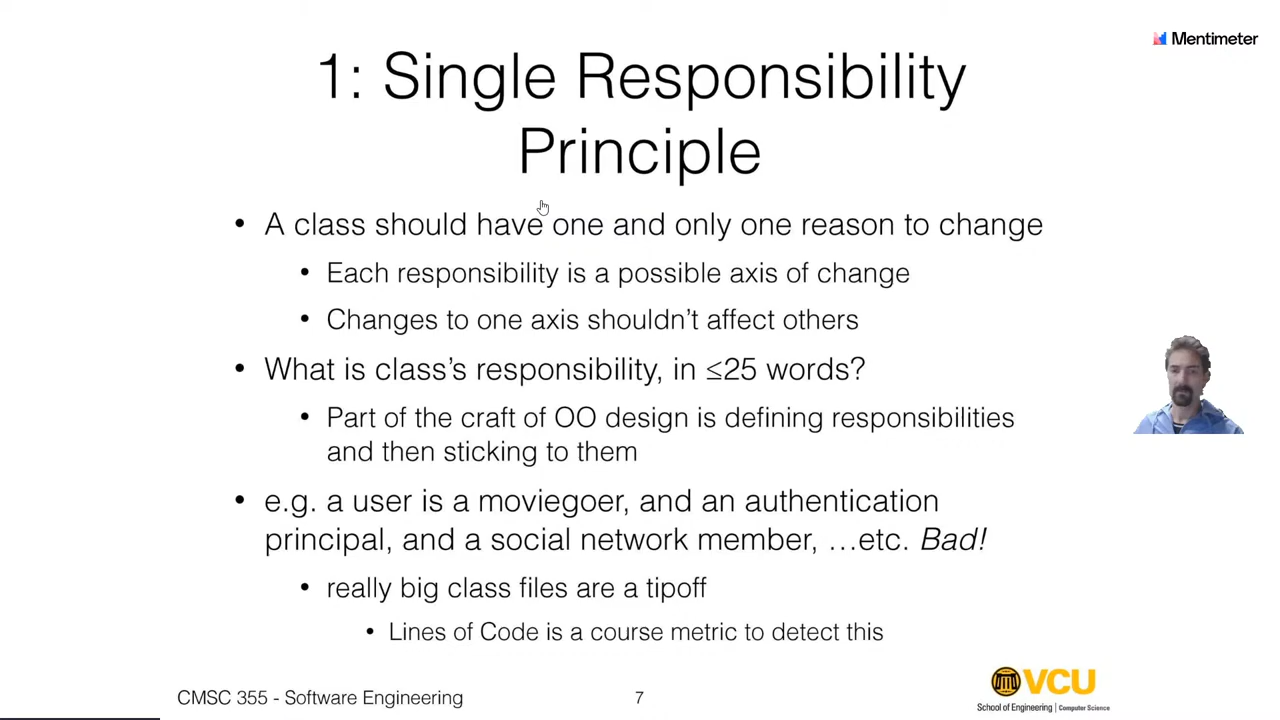 Mentimeter
1: Single Responsibility
Principle
• A class should have one and only one reason to change
• Each responsibility is a possible axis of change
• Changes to one axis shouldn’t affect others
• What is class’s responsibility, in ≤25 words?
• Part of the craft of OO design is defining responsibilities
and then sticking to them
• e.g. a user is a moviegoer, and an authentication
principal, and a social network member, …etc. Bad!
• really big class files are a tipoff
• Lines of Code is a course metric to detect this
CMSC 355 - Software Engineering
7
VCU
School of Engineering | Computer Science